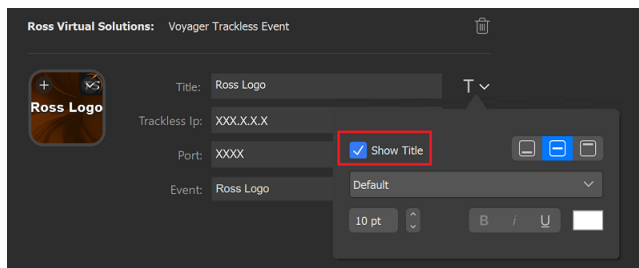 Ross Virtual Solutions: Voyager Trackless Event
Ross Logo
Title: Ross Logo T
Trackless Ip: XXX.X.X.X
Port: XXXX
Event: Ross Logo
Show Title
Default
10 pt B i U